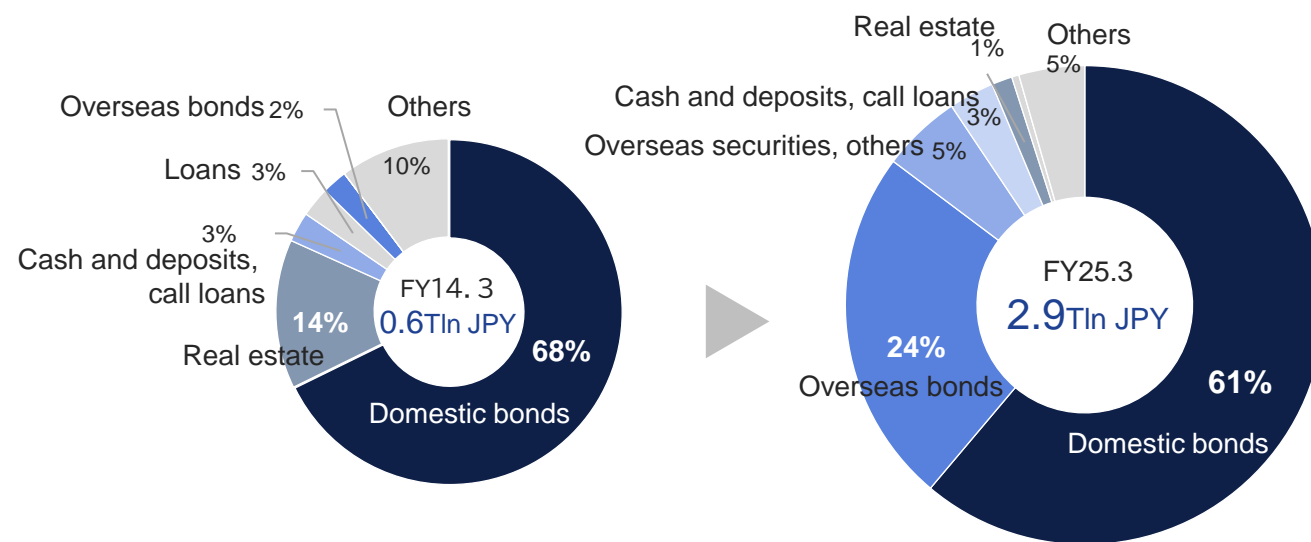 Overseas bonds 2%
Others
10%
Loans 3%
3%
Cash and deposits,
call loans
14%
Real estate
FY14. 3
0.6Tln JPY
68%
Domestic bonds
Real estate
1%
Others
5%
Cash and deposits, call loans
3%
Overseas securities, others 5%
24%
Overseas bonds
FY25.3
2.9Tln JPY
61%
Domestic bonds